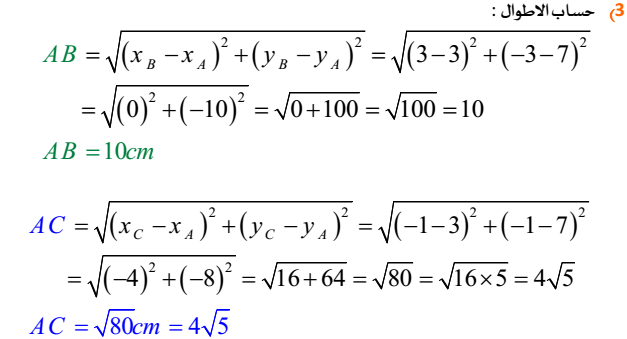 3) حساب الاطوال :
AB = √((x_B − x_A)² + (y_B − y_A)²) = √((3−3)² + (−3−7)²)
= √((0)² + (−10)²) = √(0+100) = √100 = 10
AB = 10cm
AC = √((x_C − x_A)² + (y_C − y_A)²) = √((−1−3)² + (−1−7)²)
= √((−4)² + (−8)²) = √(16+64) = √80 = √(16×5) = 4√5
AC = √80cm = 4√5